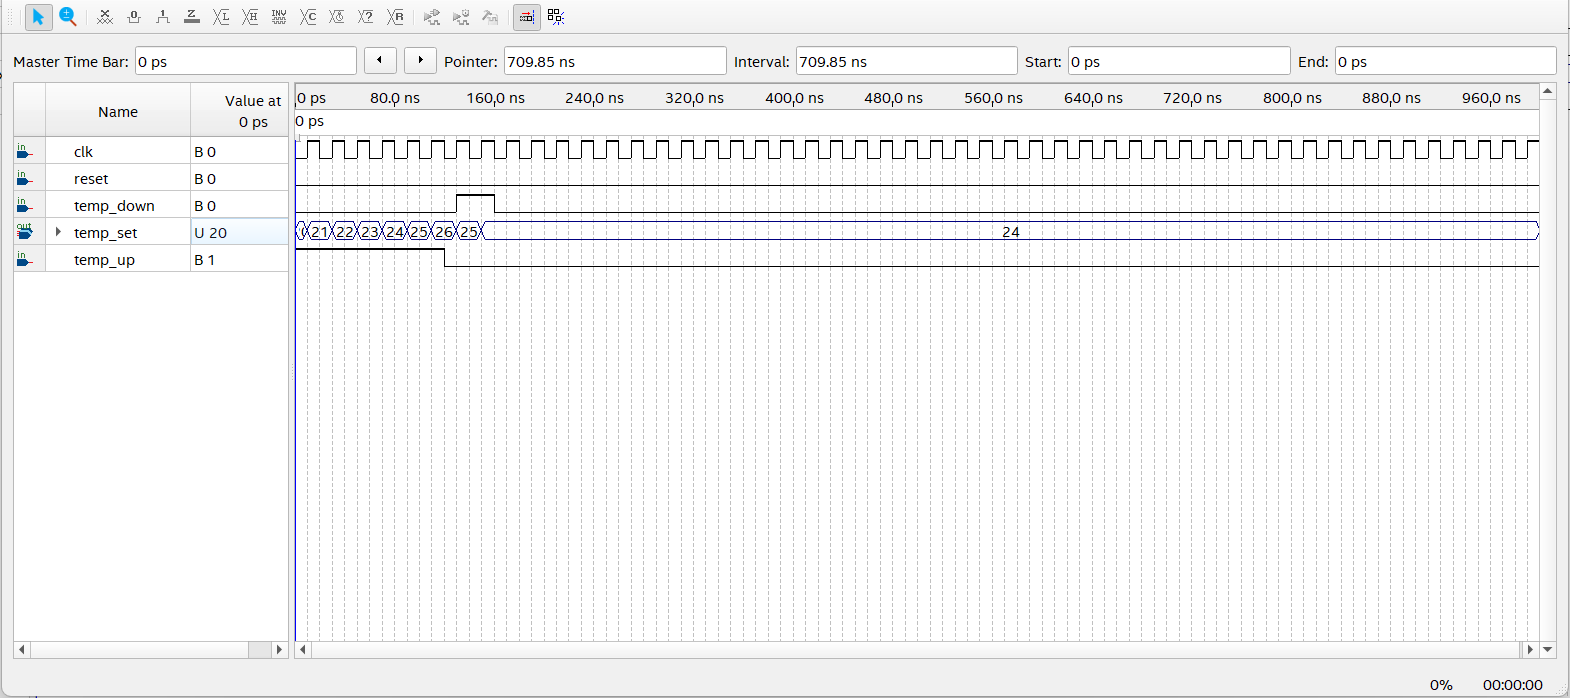 Master Time Bar: 0 ps Pointer: 709.85 ns Interval: 709.85 ns Start: 0 ps End: 0 ps
Name Value at 0 ps
0 ps 80.0 ns 160,0 ns 240,0 ns 320,0 ns 400,0 ns 480,0 ns 560,0 ns 640,0 ns 720,0 ns 800,0 ns 880,0 ns 960,0 ns
0 ps
in clk B 0
in reset B 0
in temp_down B 0
out temp_set U 20 21 22 23 24 25 26 25 24
in temp_up B 1
0% 00:00:00